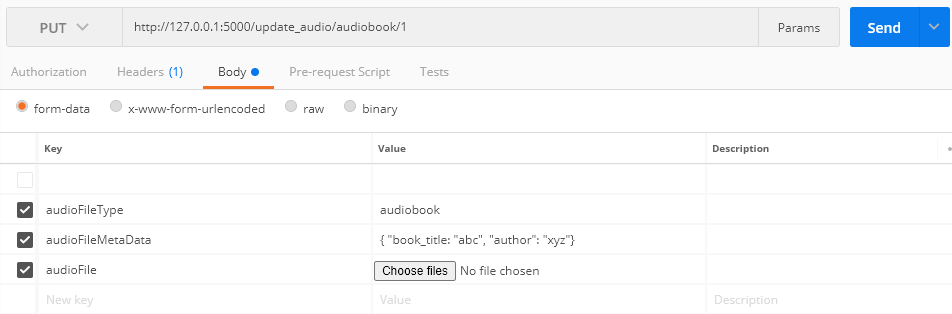 PUT http://127.0.0.1:5000/update_audio/audiobook/1 Params Send
Authorization Headers (1) Body Pre-request Script Tests
form-data x-www-form-urlencoded raw binary
Key Value Description
audioFileType audiobook
audioFileMetaData { "book_title: "abc", "author": "xyz"}
audioFile Choose files No file chosen
New key Value Description